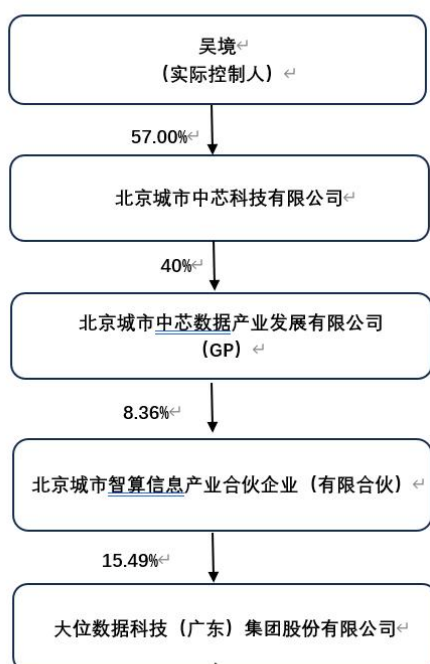 吴境
（实际控制人）
57.00%
北京城市中芯科技有限公司
40%
北京城市中芯数据产业发展有限公司
（GP）
8.36%
北京城市智算信息产业合伙企业（有限合伙）
15.49%
大位数据科技（广东）集团股份有限公司